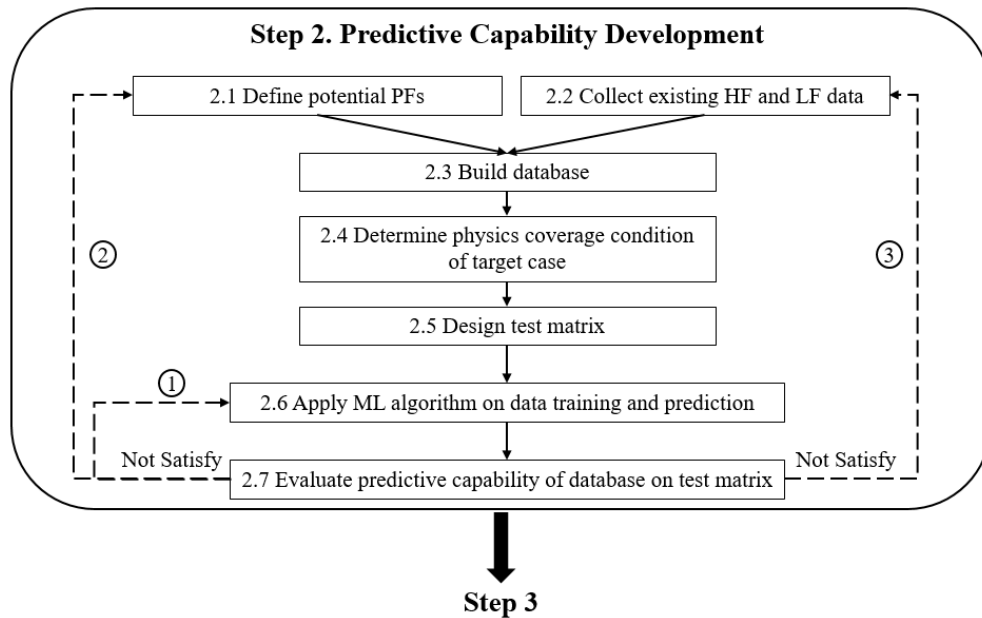 Step 2. Predictive Capability Development
2.1 Define potential PFs
2.2 Collect existing HF and LF data
2.3 Build database
2.4 Determine physics coverage condition
of target case
2
3
2.5 Design test matrix
1
2.6 Apply ML algorithm on data training and prediction
Not Satisfy
Not Satisfy
2.7 Evaluate predictive capability of database on test matrix
Step 3